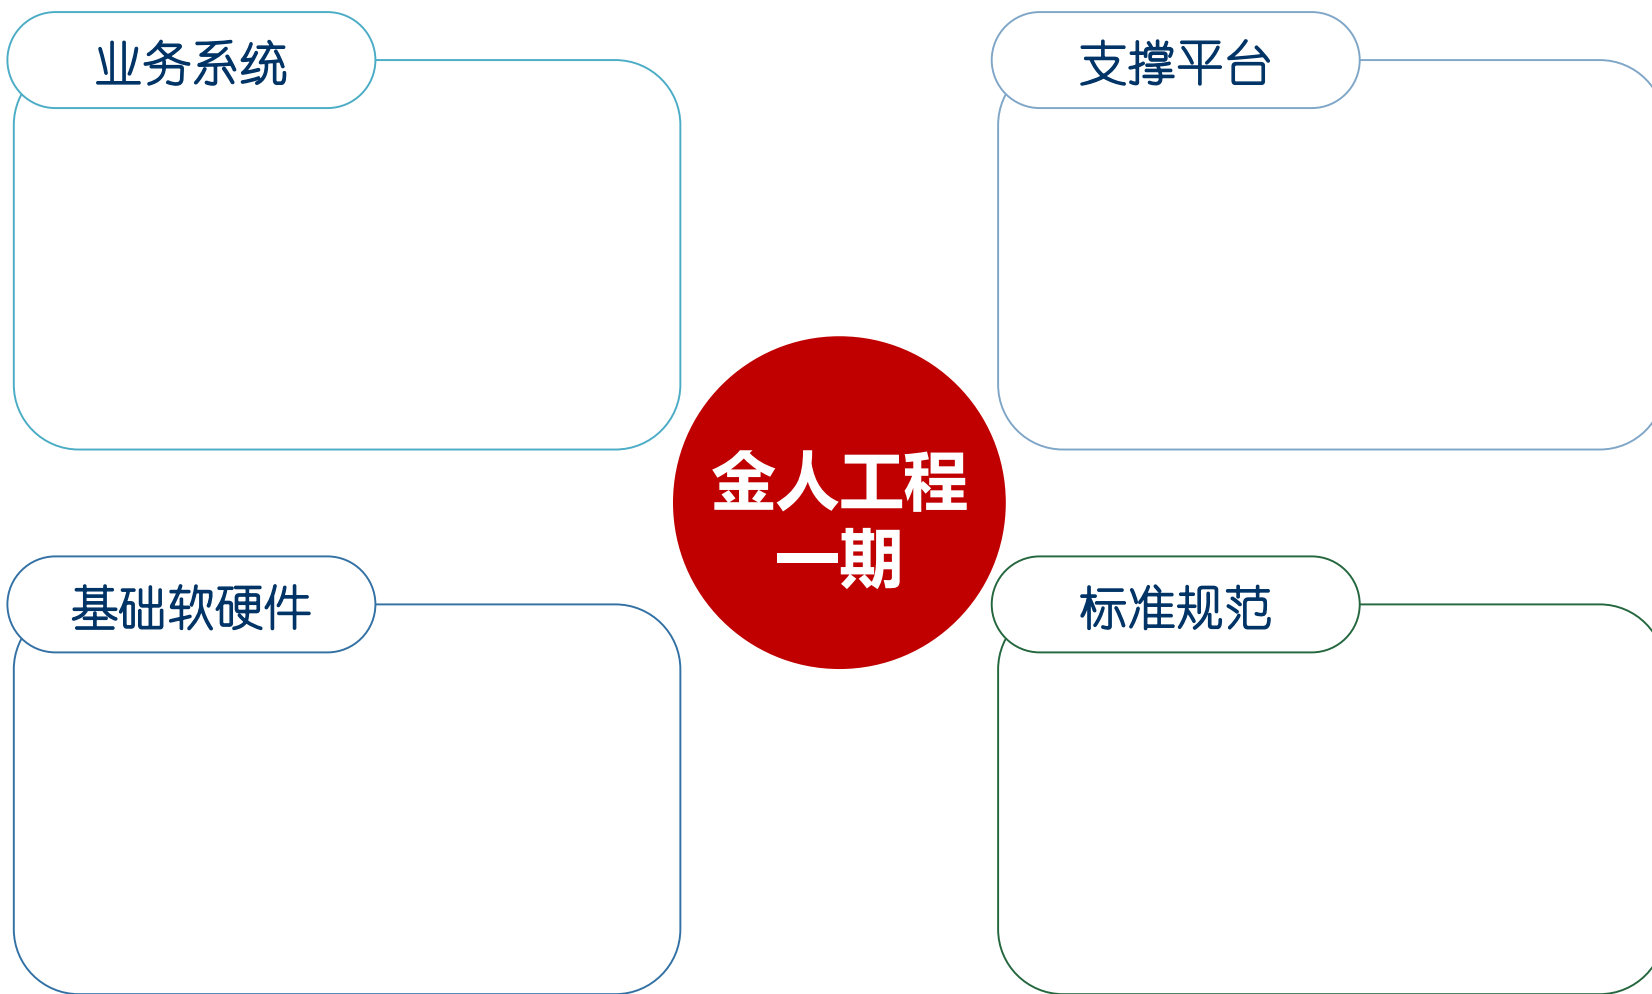 业务系统
支撑平台
金人工程
一期
基础软硬件
标准规范